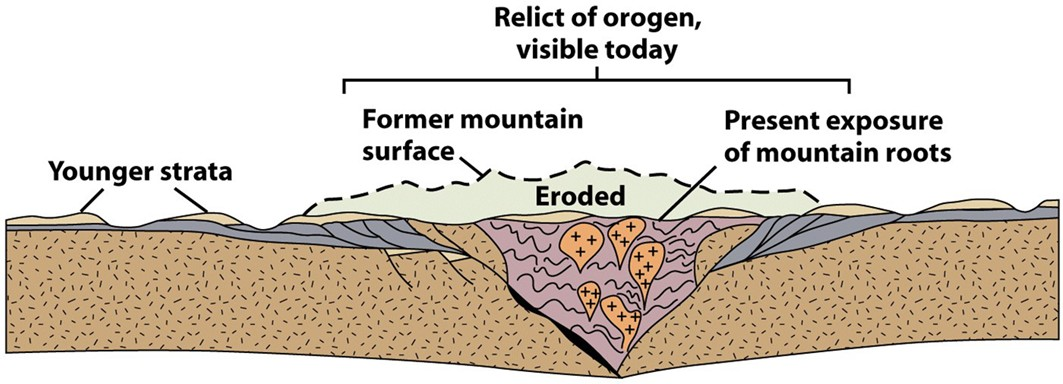 Relict of orogen,
visible today
Former mountain
surface
Present exposure
of mountain roots
Younger strata
Eroded